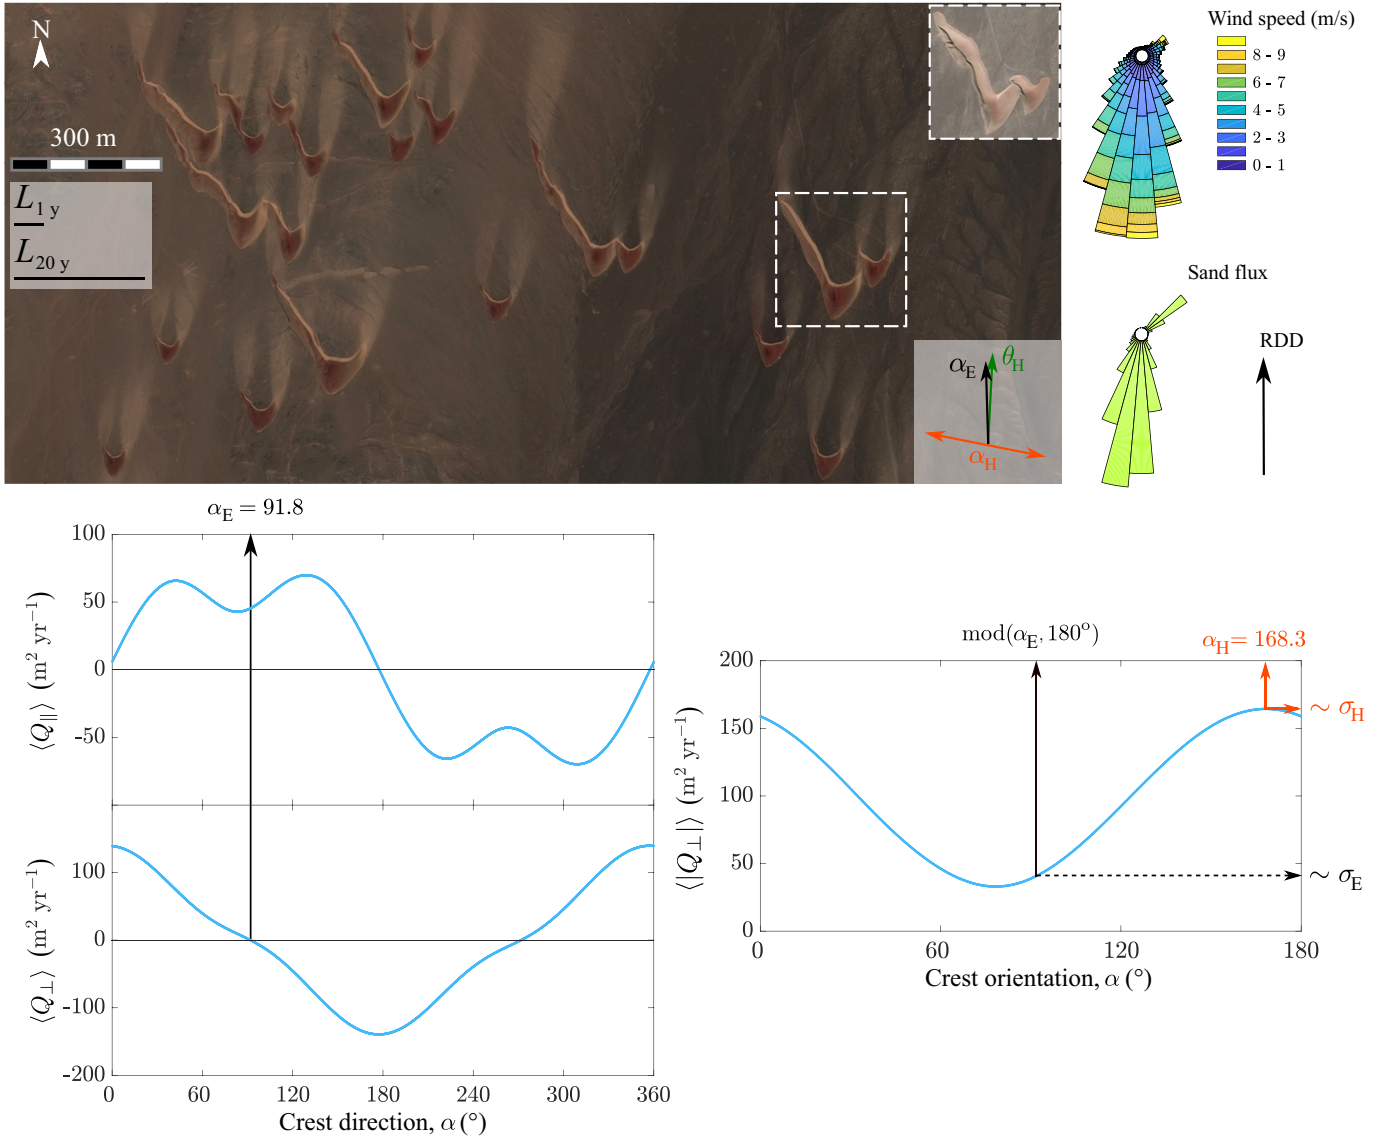 N
300 m
L1 y
L20 y
αE
θH
αH
Wind speed (m/s)
8 - 9
6 - 7
4 - 5
2 - 3
0 - 1
Sand flux
RDD
αE = 91.8
100
50
0
-50
⟨Q∥⟩ (m² yr⁻¹)
100
0
-100
-200
⟨Q⊥⟩ (m² yr⁻¹)
0 60 120 180 240 300 360
Crest direction, α (°)
mod(αE, 180°)
αH = 168.3
200
150
100
50
0
⟨|Q⊥|⟩ (m² yr⁻¹)
∼ σH
∼ σE
0 60 120 180
Crest orientation, α (°)